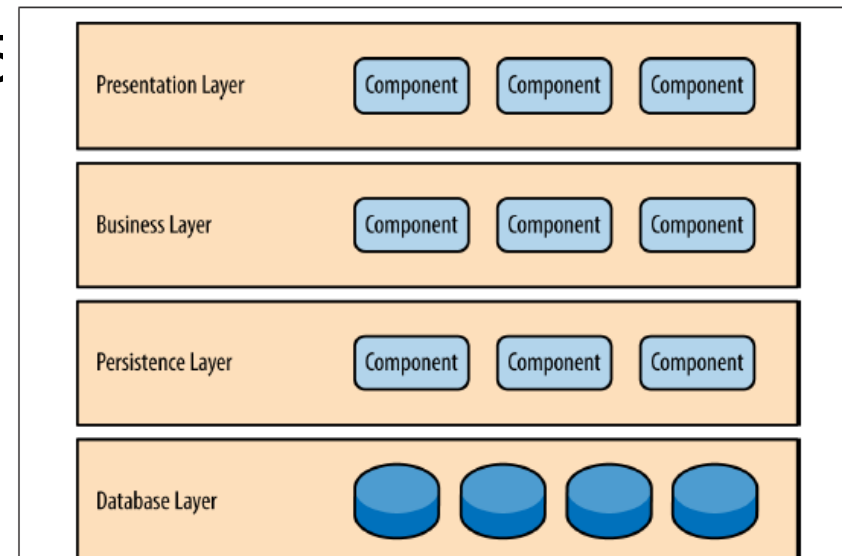 Presentation Layer Component Component Component
Business Layer Component Component Component
Persistence Layer Component Component Component
Database Layer